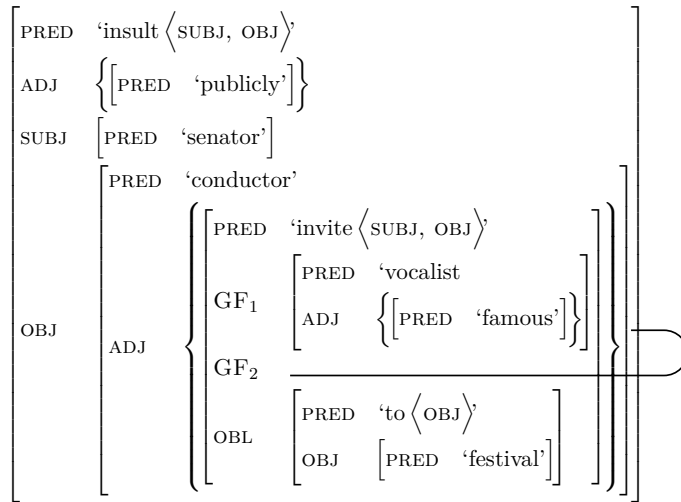 PRED ‘insult⟨SUBJ, OBJ⟩’
ADJ {[PRED ‘publicly’]}
SUBJ [PRED ‘senator’]
PRED ‘conductor’
PRED ‘invite⟨SUBJ, OBJ⟩’
PRED ‘vocalist
GF₁
ADJ {[PRED ‘famous’]}
OBJ
ADJ
GF₂
PRED ‘to⟨OBJ⟩’
OBL
OBJ [PRED ‘festival’]